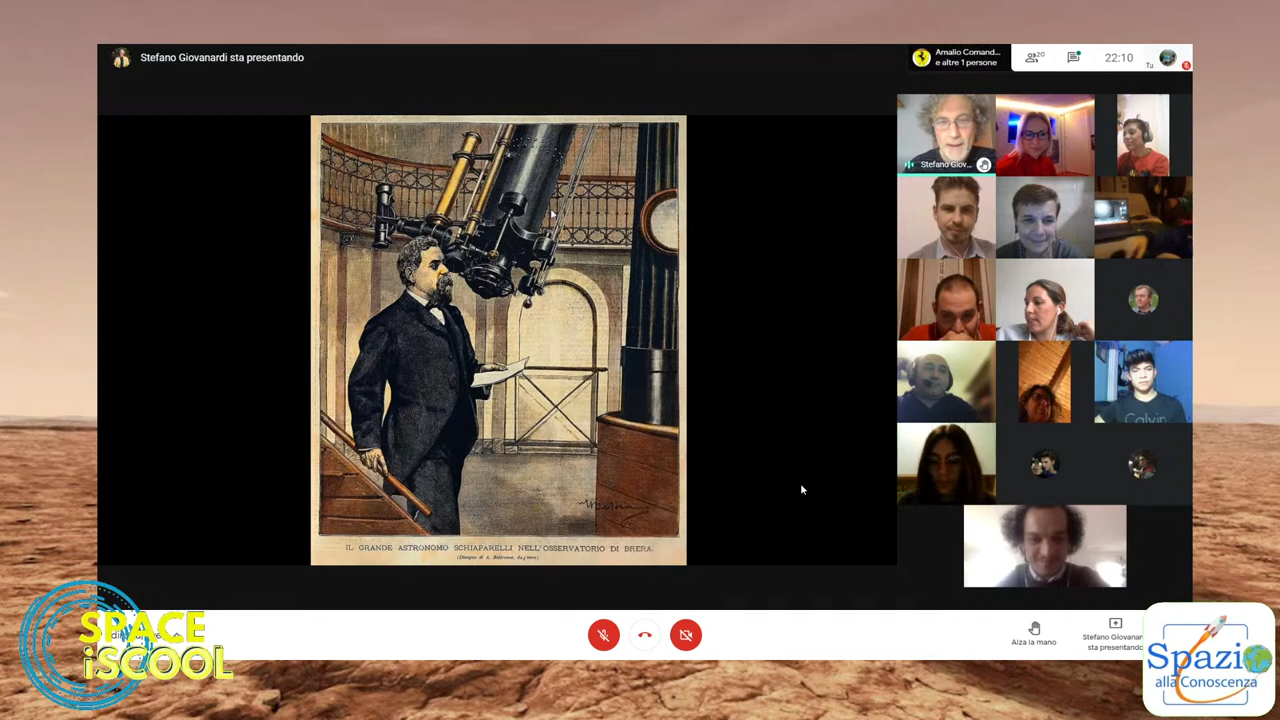 Stefano Giovanardi sta presentando
Amalio Comand...
e altre 1 persone
20
22:10
Tu
Stefano Giov...
Calvin
IL GRANDE ASTRONOMO SCHIAPARELLI NELL'OSSERVATORIO DI BRERA.
Alza la mano
Stefano Giovanar
sta presentando
SPACE
iSCOOL
Spazio
alla Conoscenza